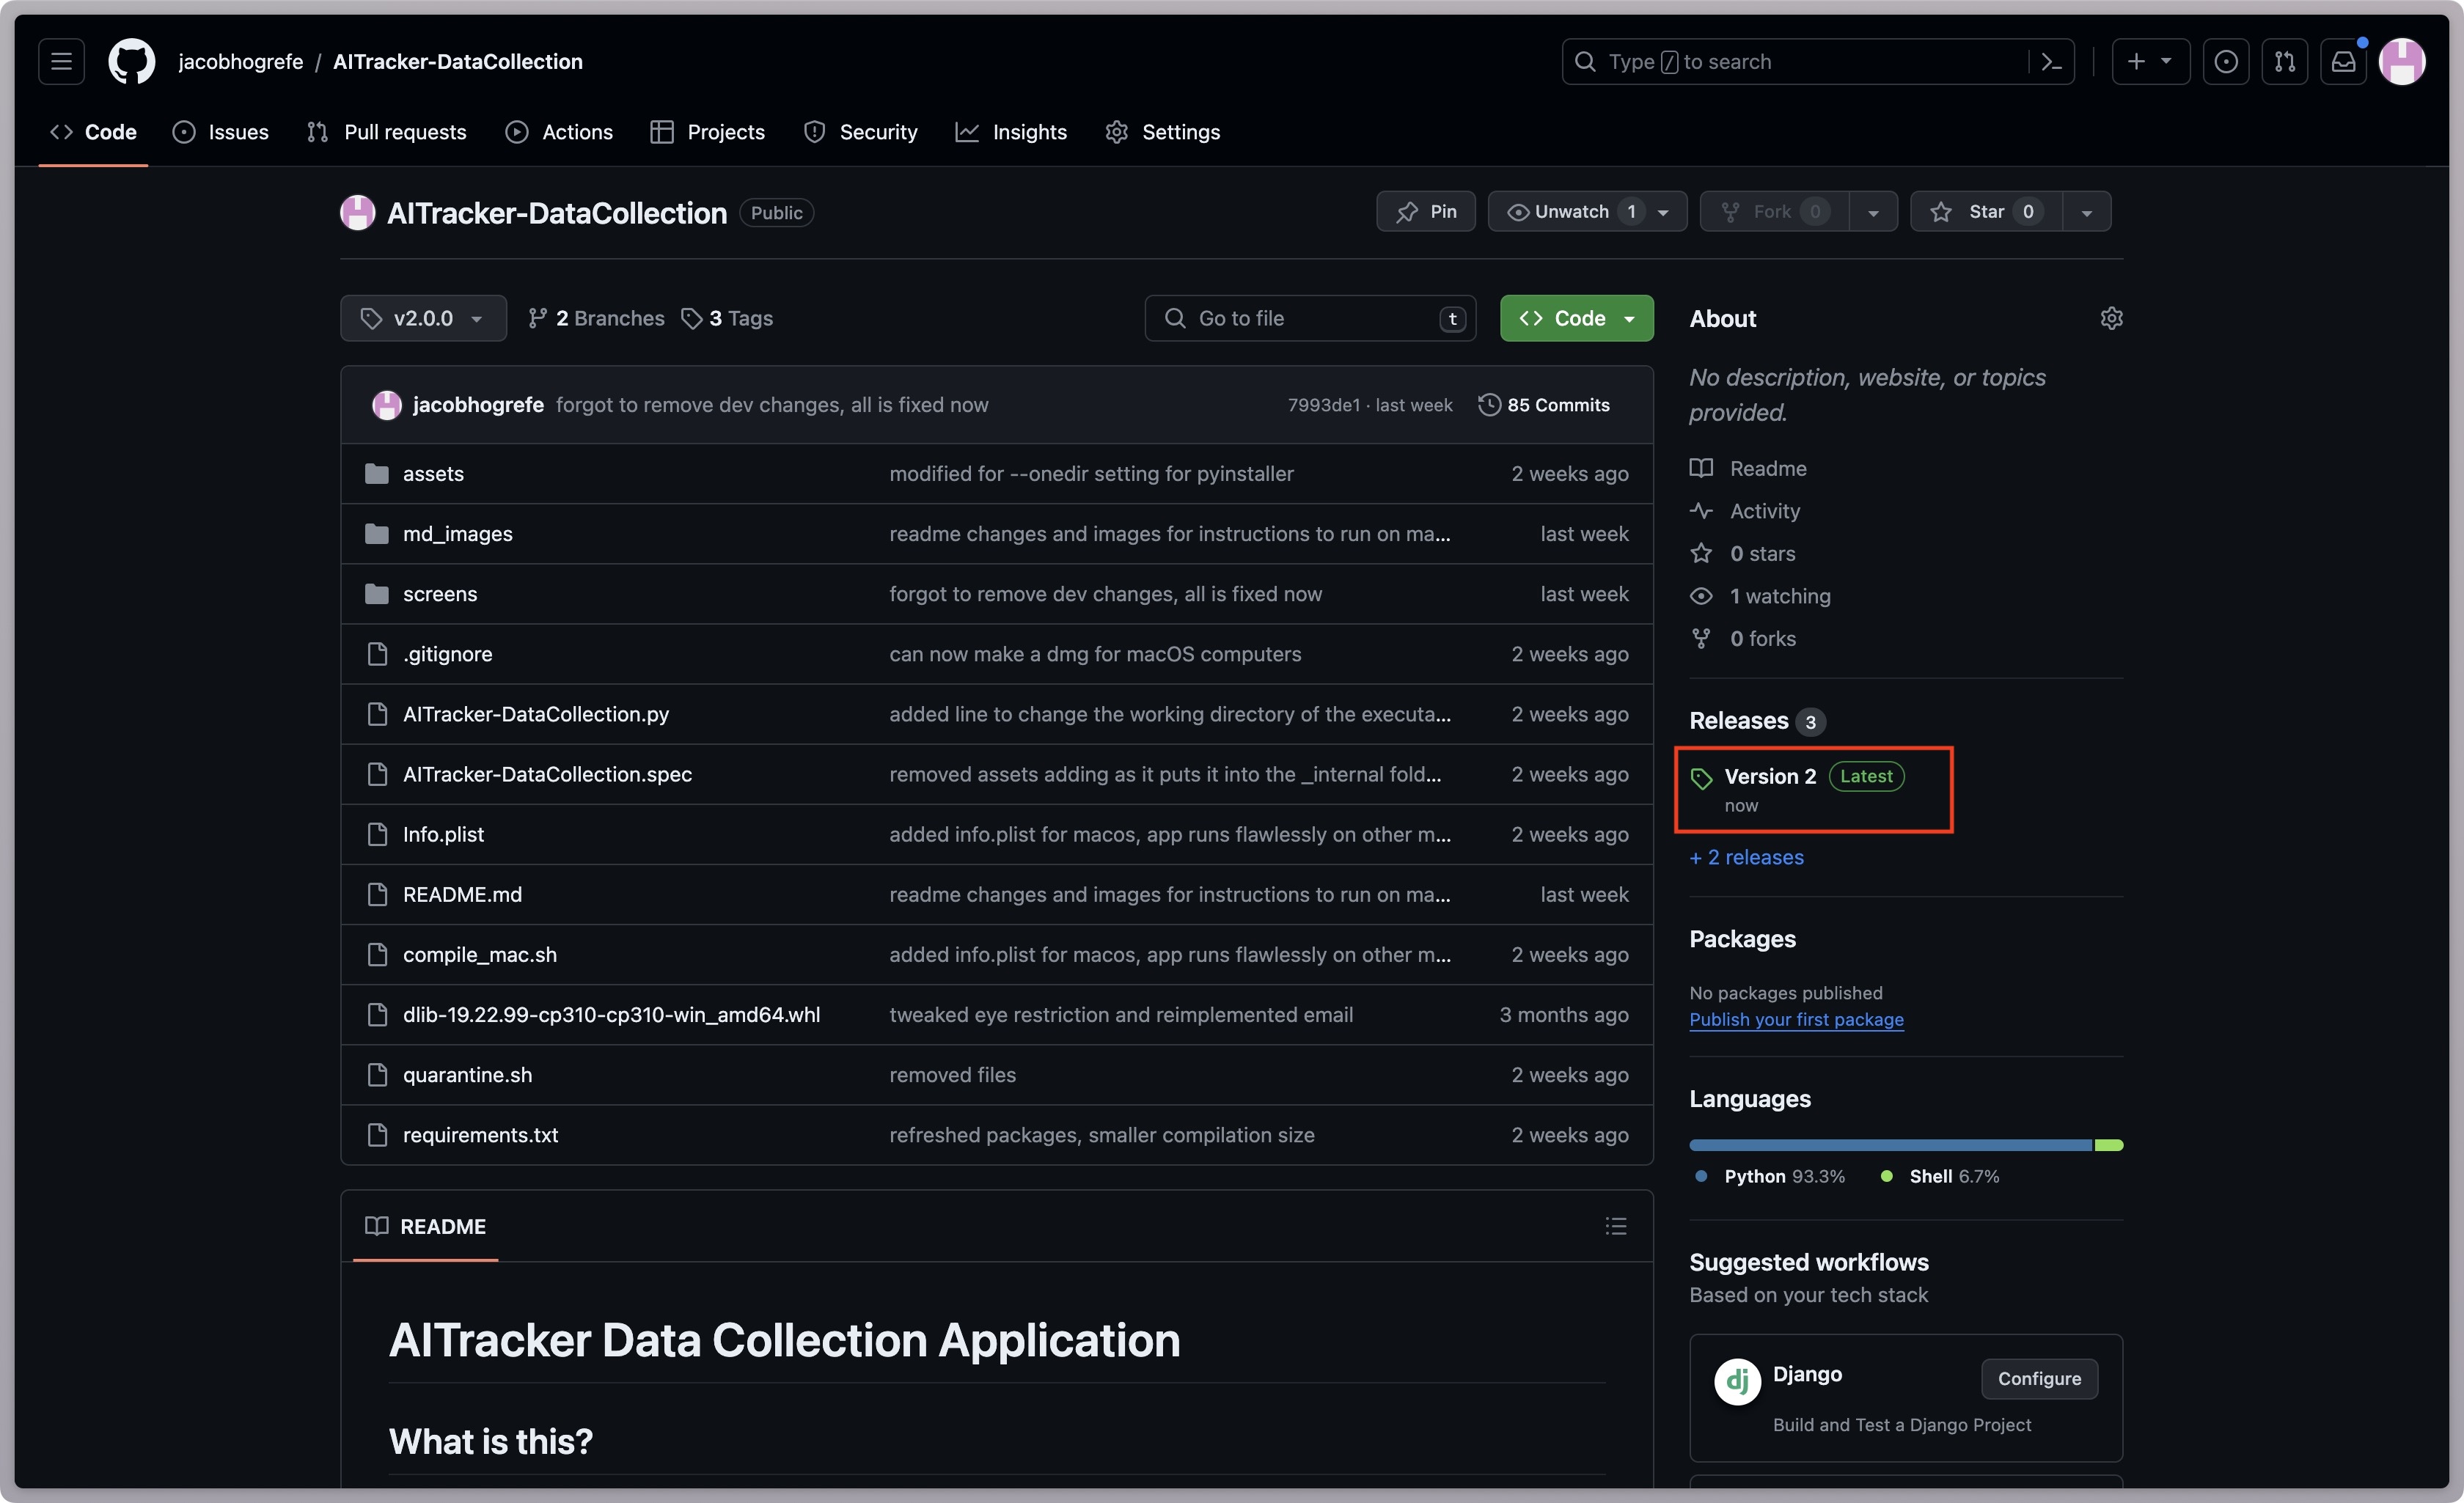 jacobhogrefe / AITracker-DataCollection
Type / to search
Code Issues Pull requests Actions Projects Security Insights Settings
AITracker-DataCollection Public
Pin Unwatch 1 Fork 0 Star 0
v2.0.0 2 Branches 3 Tags Go to file t Code
jacobhogrefe forgot to remove dev changes, all is fixed now 7993de1 · last week 85 Commits
assets modified for --onedir setting for pyinstaller 2 weeks ago
md_images readme changes and images for instructions to run on ma... last week
screens forgot to remove dev changes, all is fixed now last week
.gitignore can now make a dmg for macOS computers 2 weeks ago
AITracker-DataCollection.py added line to change the working directory of the executa... 2 weeks ago
AITracker-DataCollection.spec removed assets adding as it puts it into the _internal fold... 2 weeks ago
Info.plist added info.plist for macos, app runs flawlessly on other m... 2 weeks ago
README.md readme changes and images for instructions to run on ma... last week
compile_mac.sh added info.plist for macos, app runs flawlessly on other m... 2 weeks ago
dlib-19.22.99-cp310-cp310-win_amd64.whl tweaked eye restriction and reimplemented email 3 months ago
quarantine.sh removed files 2 weeks ago
requirements.txt refreshed packages, smaller compilation size 2 weeks ago
README
AITracker Data Collection Application
What is this?
About
No description, website, or topics
provided.
Readme
Activity
0 stars
1 watching
0 forks
Releases 3
Version 2 Latest
now
+ 2 releases
Packages
No packages published
Publish your first package
Languages
Python 93.3% Shell 6.7%
Suggested workflows
Based on your tech stack
dj Django Configure
Build and Test a Django Project